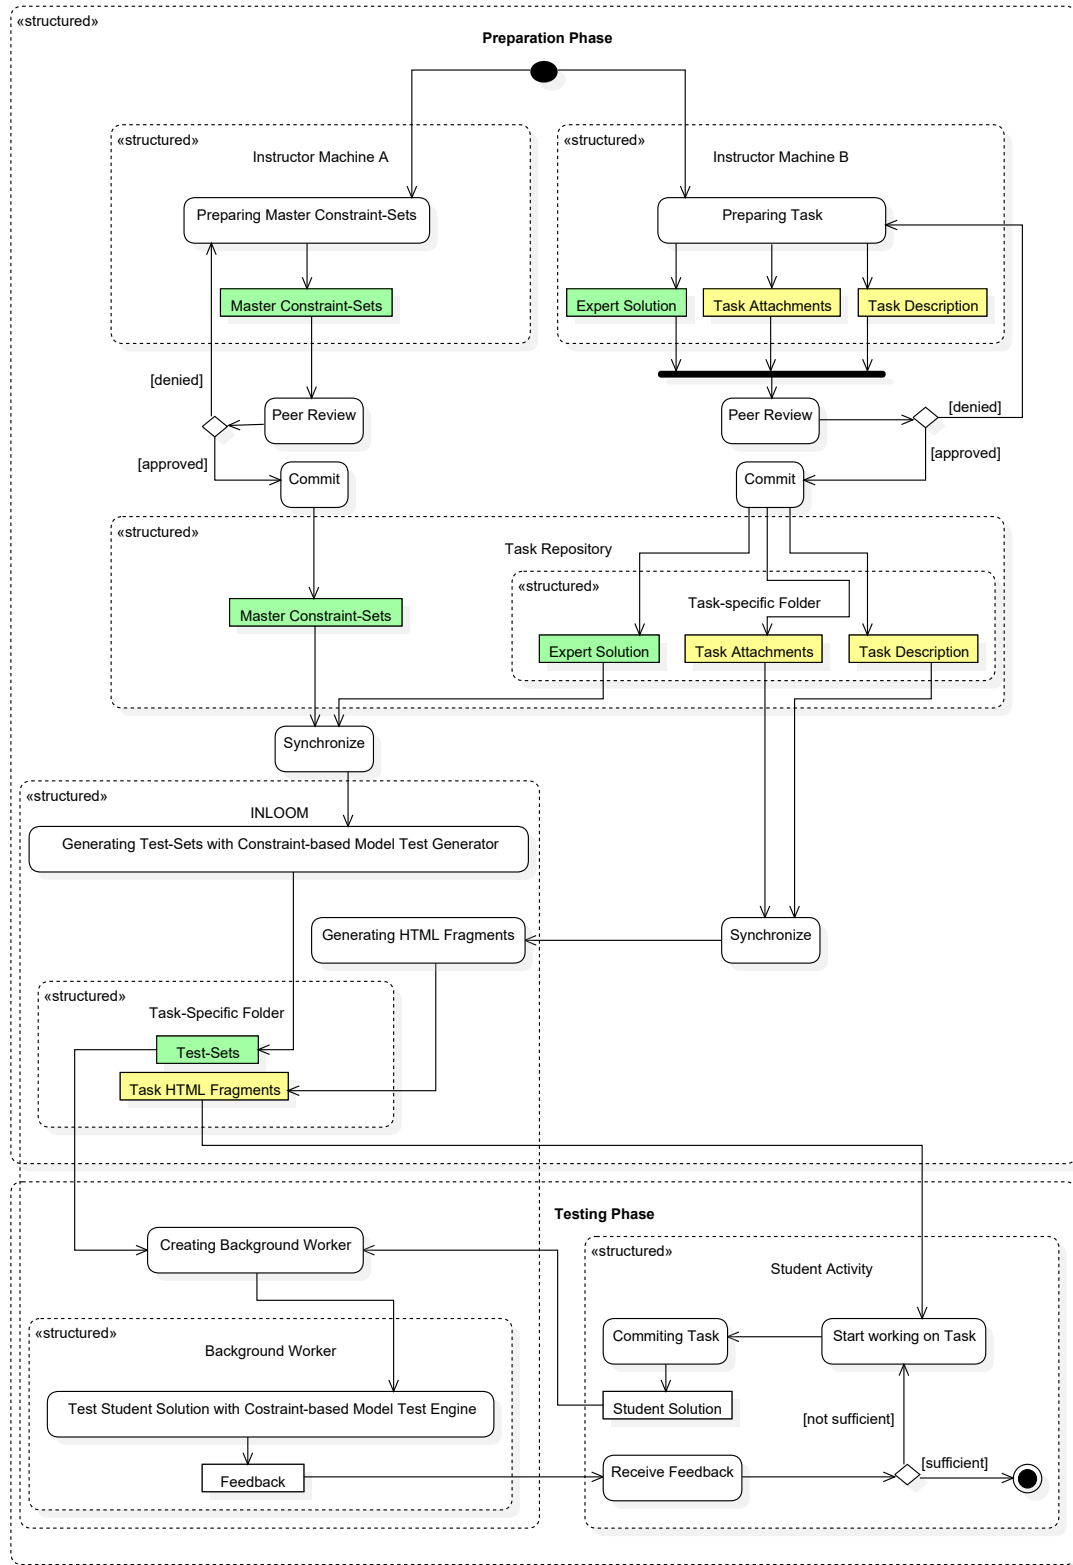 «structured»
Preparation Phase
«structured»
Instructor Machine A
«structured»
Instructor Machine B
Preparing Master Constraint-Sets
Preparing Task
Master Constraint-Sets
Expert Solution
Task Attachments
Task Description
[denied]
Peer Review
Peer Review
[denied]
[approved]
Commit
[approved]
Commit
«structured»
Task Repository
«structured»
Task-specific Folder
Master Constraint-Sets
Expert Solution
Task Attachments
Task Description
Synchronize
«structured»
INLOOM
Generating Test-Sets with Constraint-based Model Test Generator
Generating HTML Fragments
Synchronize
«structured»
Task-Specific Folder
Test-Sets
Task HTML Fragments
Testing Phase
Creating Background Worker
«structured»
Student Activity
«structured»
Background Worker
Commiting Task
Start working on Task
Test Student Solution with Costraint-based Model Test Engine
Student Solution
[not sufficient]
Feedback
Receive Feedback
[sufficient]